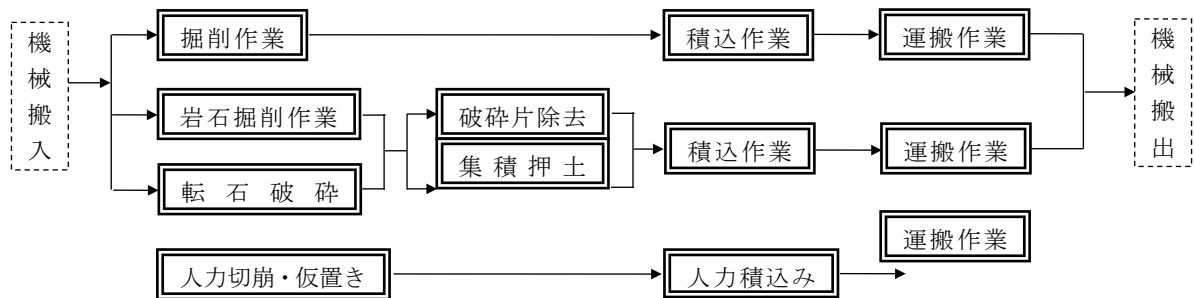 機械搬入
掘削作業
積込作業
運搬作業
機械搬出
岩石掘削作業
破砕片除去
集積押土
積込作業
運搬作業
転石破砕
運搬作業
人力切崩・仮置き
人力積込み